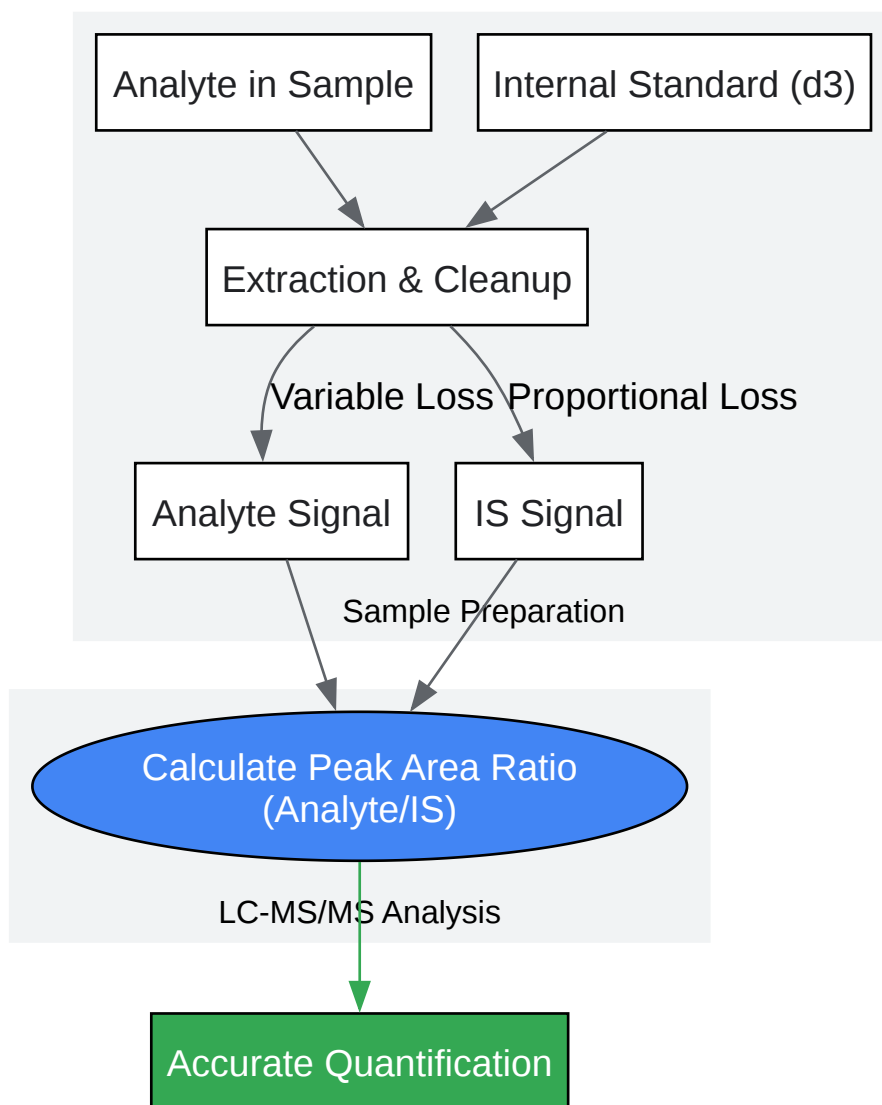 Analyte in Sample
Internal Standard (d3)
Extraction & Cleanup
Variable Loss
Proportional Loss
Analyte Signal
IS Signal
Sample Preparation
Calculate Peak Area Ratio
(Analyte/IS)
LC-MS/MS Analysis
Accurate Quantification